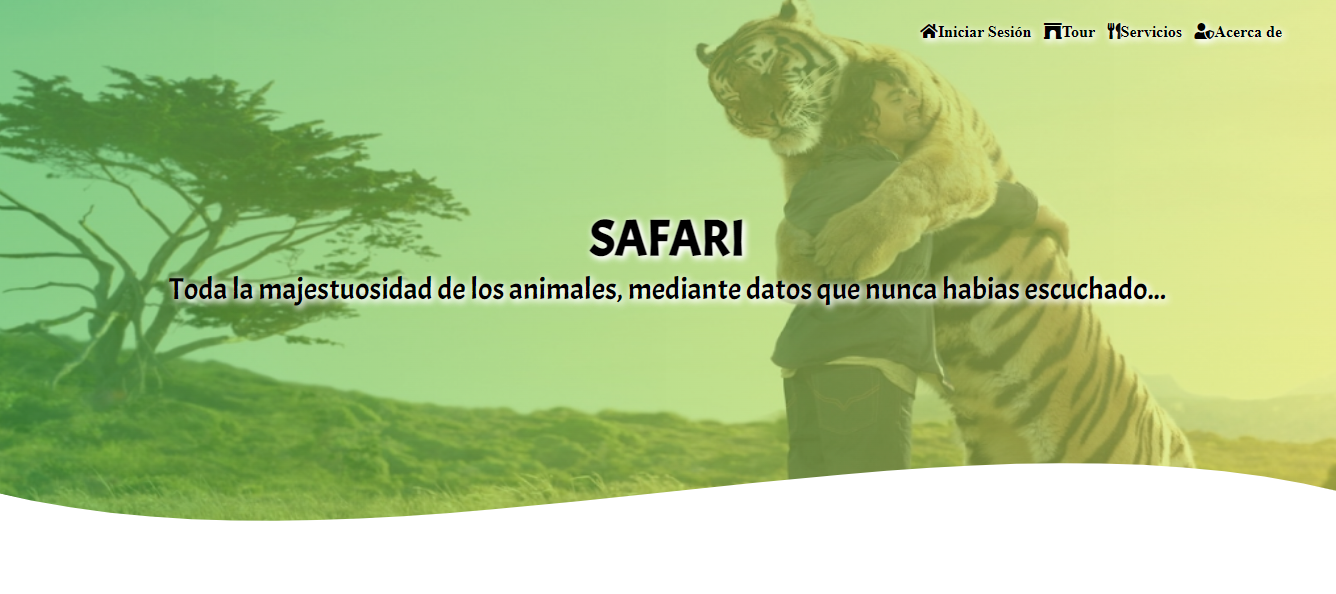 Iniciar Sesión Tour Servicios Acerca de
SAFARI
Toda la majestuosidad de los animales, mediante datos que nunca habias escuchado...